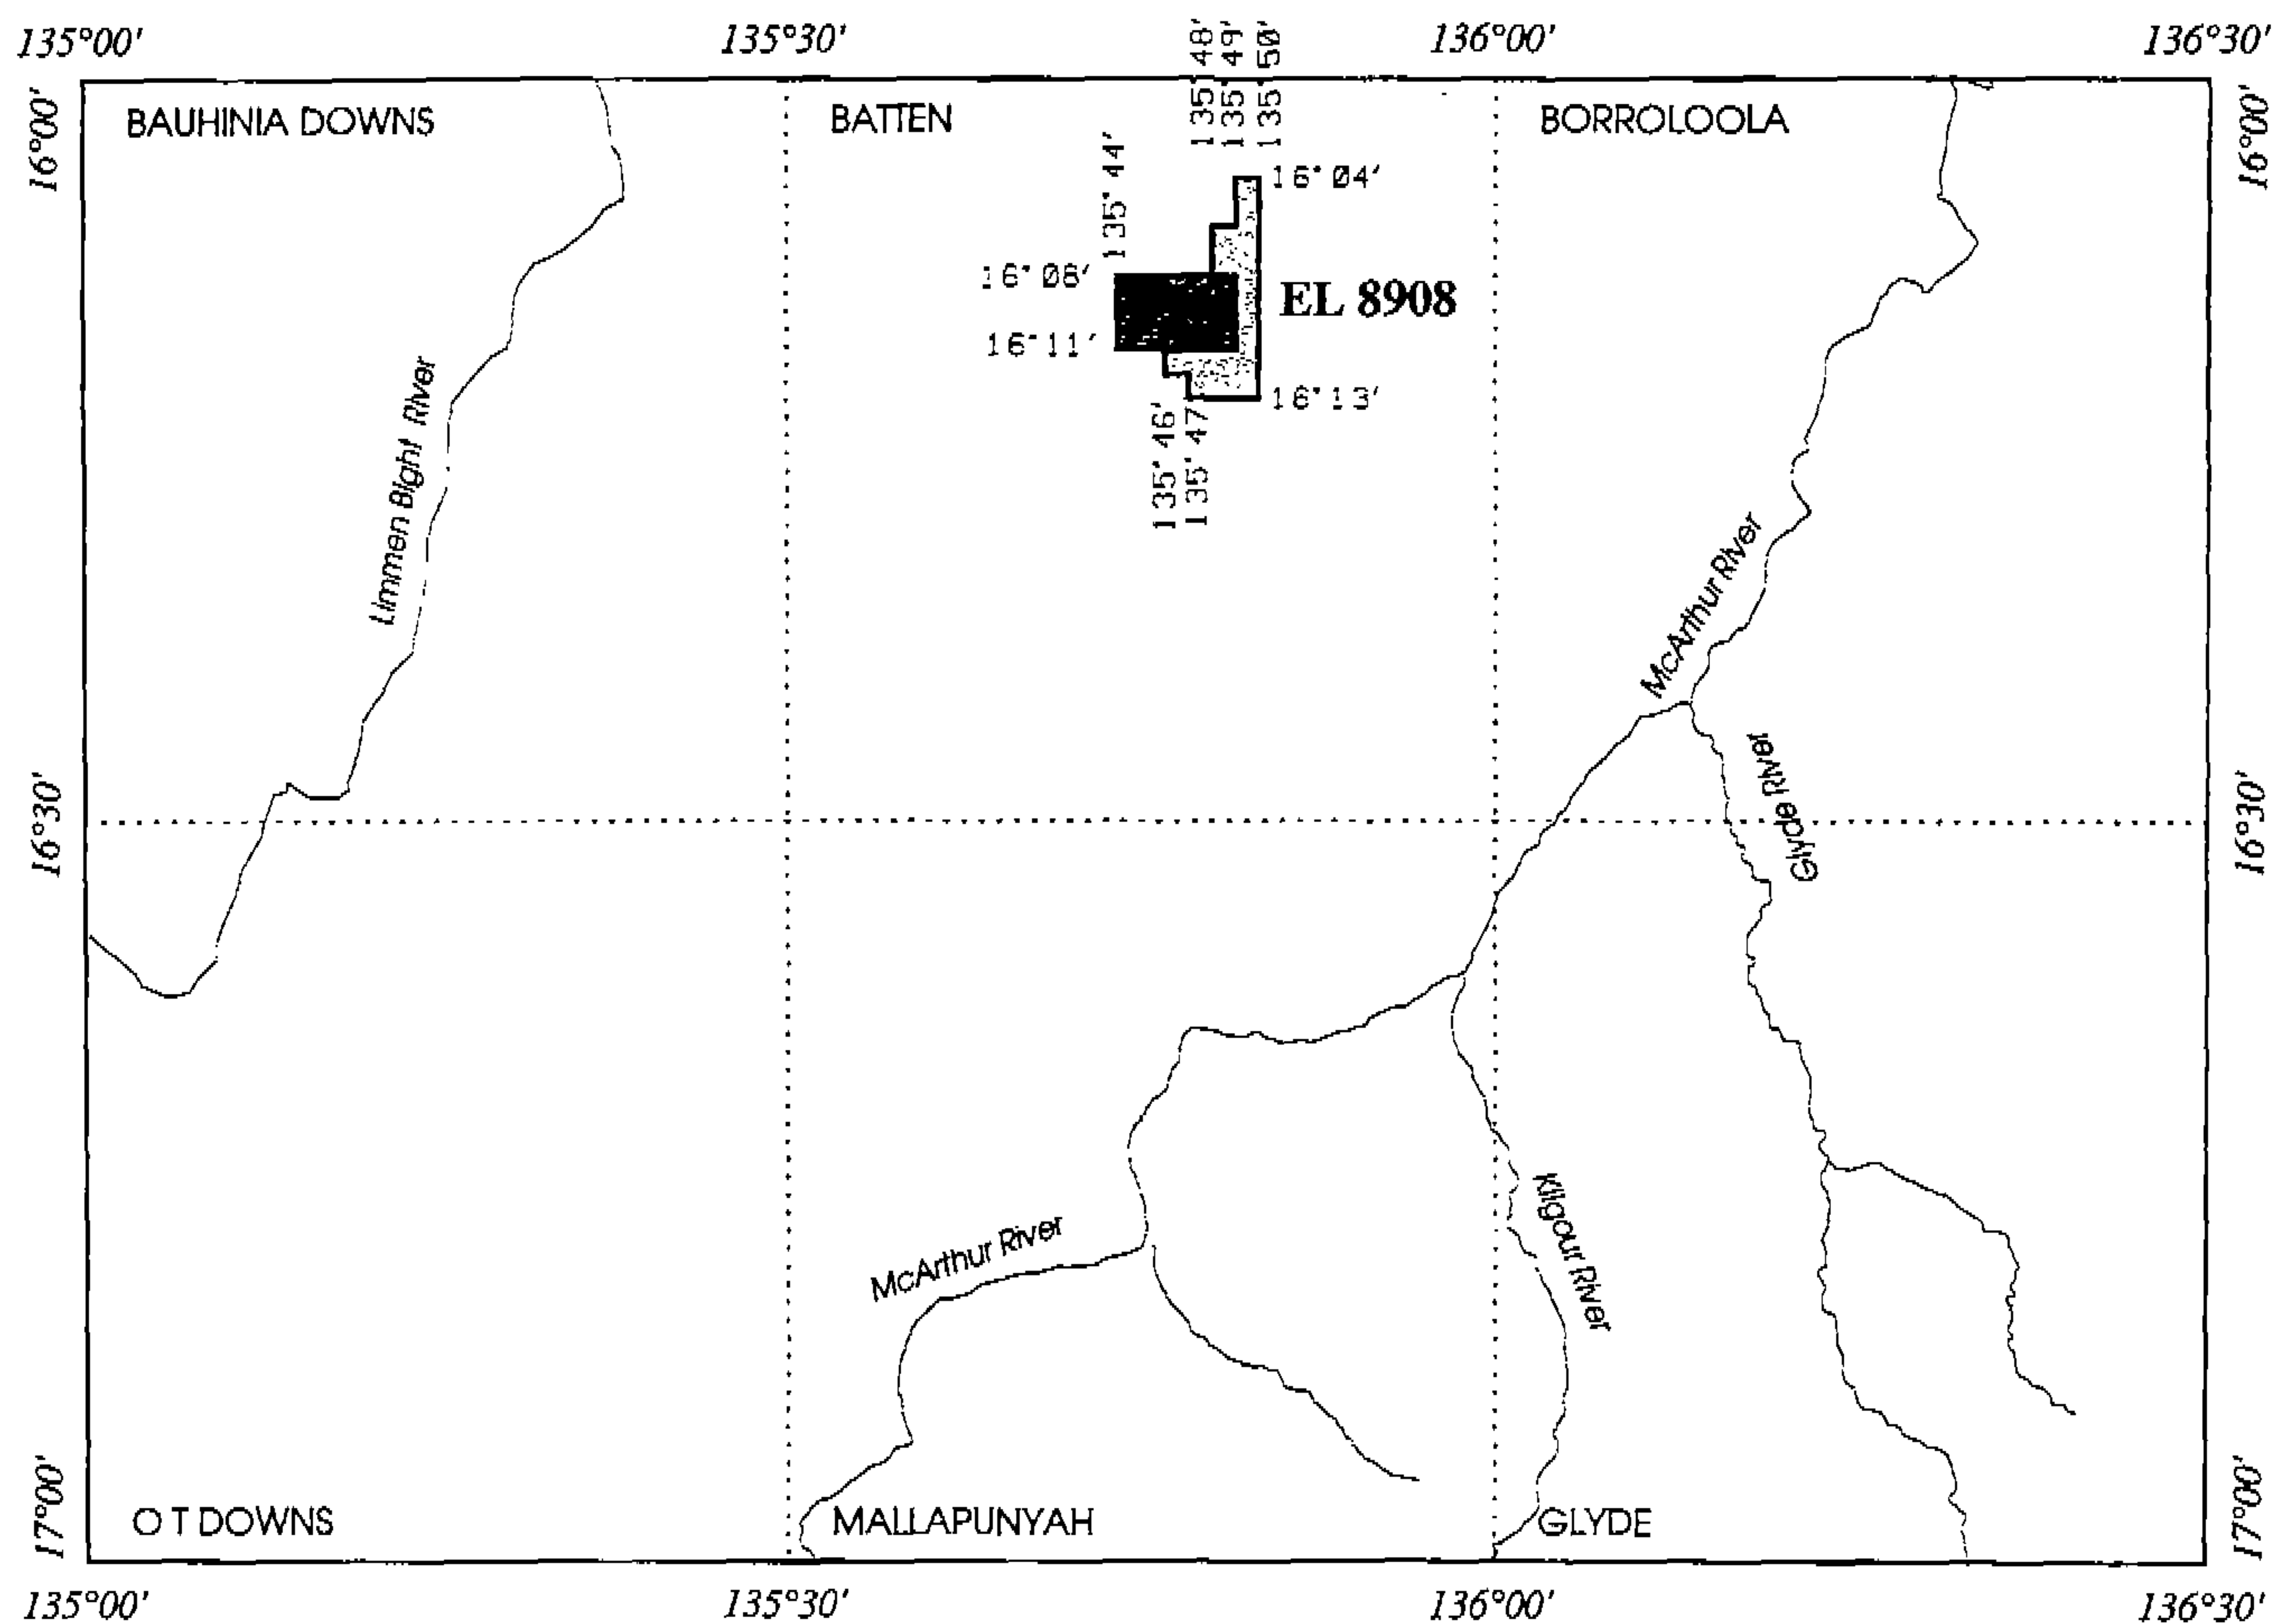 135°00'
135°30'
136°00'
136°30'
135° 48'
135° 49'
135° 50'
16°00'
BAUHINIA DOWNS
BATTEN
BORROLOOLA
16°00'
135° 44'
16° 04'
16° 08'
EL 8908
16° 11'
16° 13'
135° 46'
135° 47'
Limmen Bight River
McArthur River
Glyde River
16°30'
16°30'
Kilgour River
McArthur River
17°00'
O T DOWNS
MALLAPUNYAH
GLYDE
17°00'
135°00'
135°30'
136°00'
136°30'